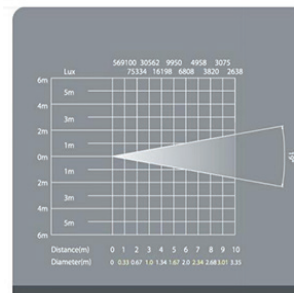 569100 30562 9950 4958 3075
Lux 75334 16198 6808 3820 2638
6m
5m
4m
3m
2m
1m
0m
1m
2m
3m
4m
5m
6m
19°
Distance(m) 0 1 2 3 4 5 6 7 8 9 10
Diameter(m) 0 0.33 0.67 1.0 1.34 1.67 2.0 2.34 2.68 3.01 3.35